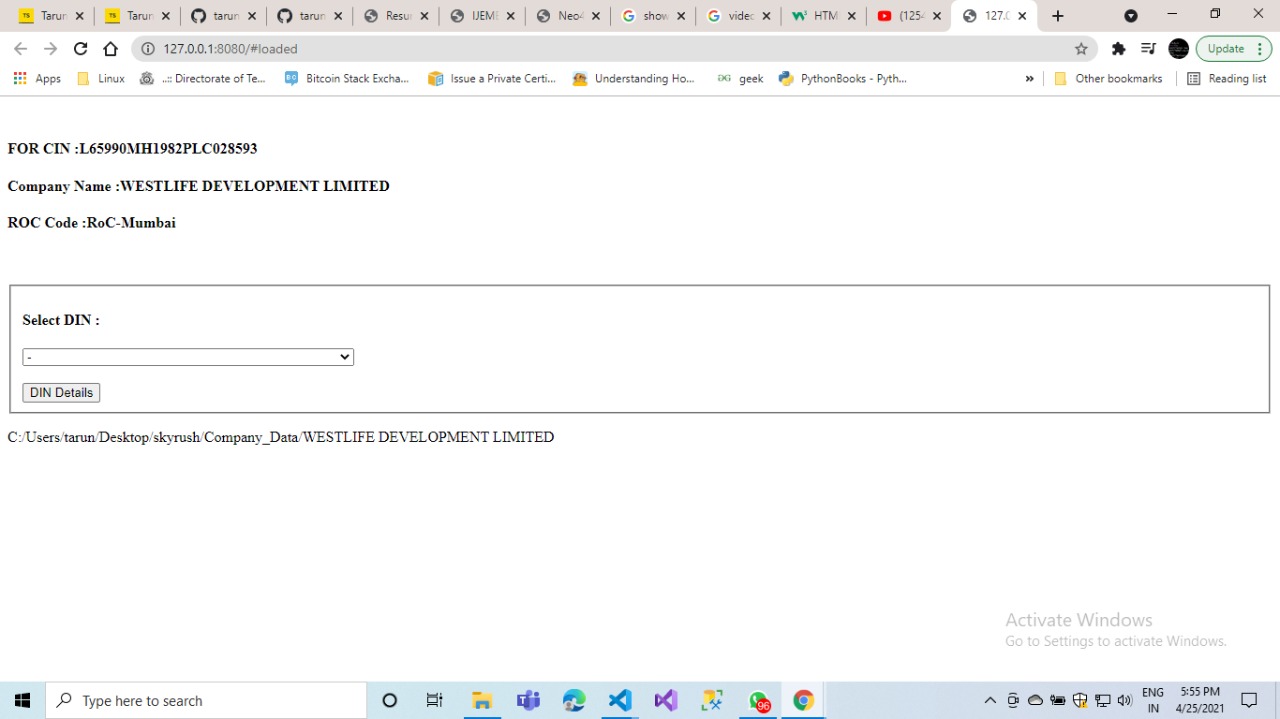 Tarun
Tarun
tarun
tarun
Resur
IJEME
Neo4
show
videc
HTM
(1254
127.0
127.0.0.1:8080/#loaded
Update
Apps
Linux
..:: Directorate of Te...
Bitcoin Stack Excha...
Issue a Private Certi...
Understanding Ho...
geek
PythonBooks - Pyth...
»
Other bookmarks
Reading list
FOR CIN :L65990MH1982PLC028593
Company Name :WESTLIFE DEVELOPMENT LIMITED
ROC Code :RoC-Mumbai
Select DIN :
-
DIN Details
C:/Users/tarun/Desktop/skyrush/Company_Data/WESTLIFE DEVELOPMENT LIMITED
Activate Windows
Go to Settings to activate Windows.
Type here to search
96
ENG
IN
5:55 PM
4/25/2021